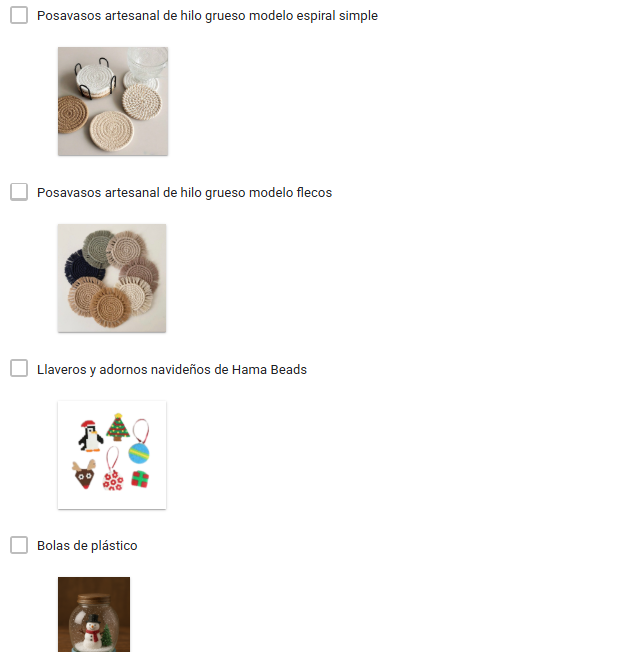 Posavasos artesanal de hilo grueso modelo espiral simple
Posavasos artesanal de hilo grueso modelo flecos
Llaveros y adornos navideños de Hama Beads
Bolas de plástico